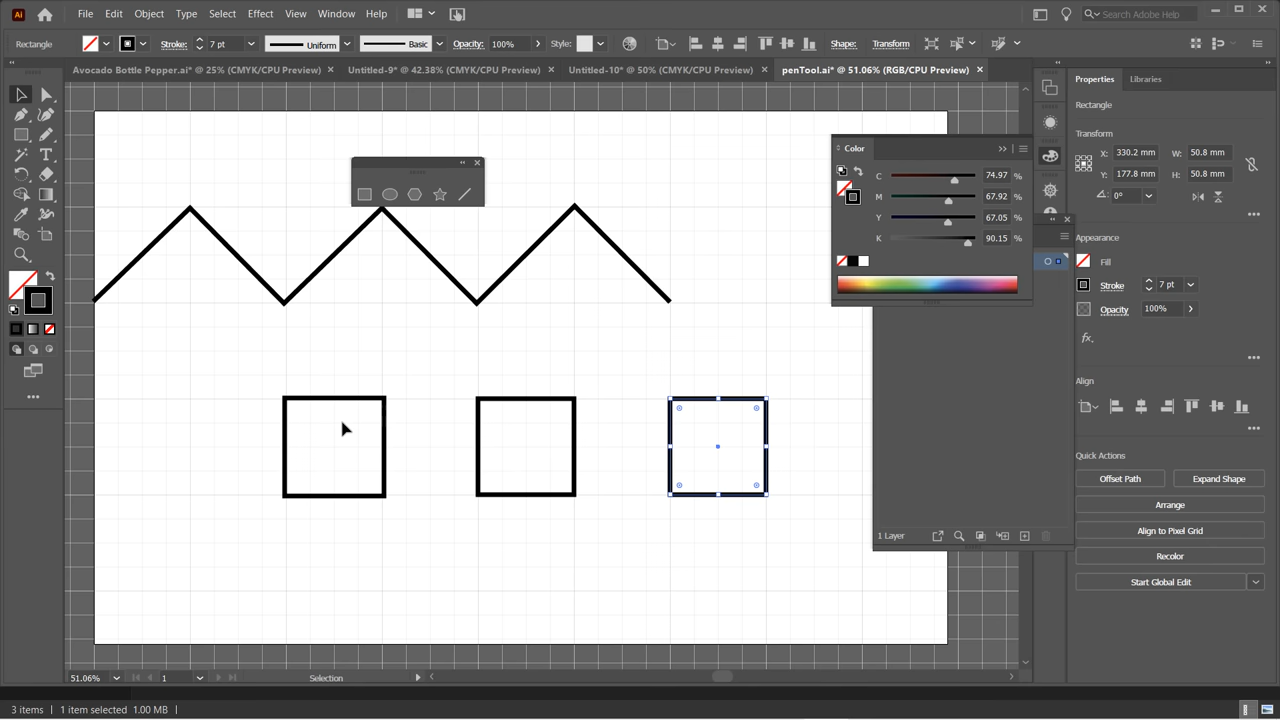 Ai File Edit Object Type Select Effect View Window Help Search Adobe Help
Rectangle Stroke: 7 pt Uniform Basic Opacity: 100% Style: Shape: Transform
Avocado Bottle Pepper.ai* @ 25% (CMYK/CPU Preview) × Untitled-9* @ 42.38% (CMYK/CPU Preview) × Untitled-10* @ 50% (CMYK/CPU Preview) × penTool.ai* @ 51.06% (RGB/CPU Preview) ×
Properties Libraries
Rectangle
Transform
X: 330.2 mm W: 50.8 mm
Y: 177.8 mm H: 50.8 mm
0°
Appearance
Fill
Stroke 7 pt
Opacity 100%
fx.
Align
Quick Actions
Offset Path Expand Shape
Arrange
Align to Pixel Grid
Recolor
Start Global Edit
Color
C 74.97 %
M 67.92 %
Y 67.05 %
K 90.15 %
1 Layer
51.06% 1 Selection
3 items 1 item selected 1.00 MB